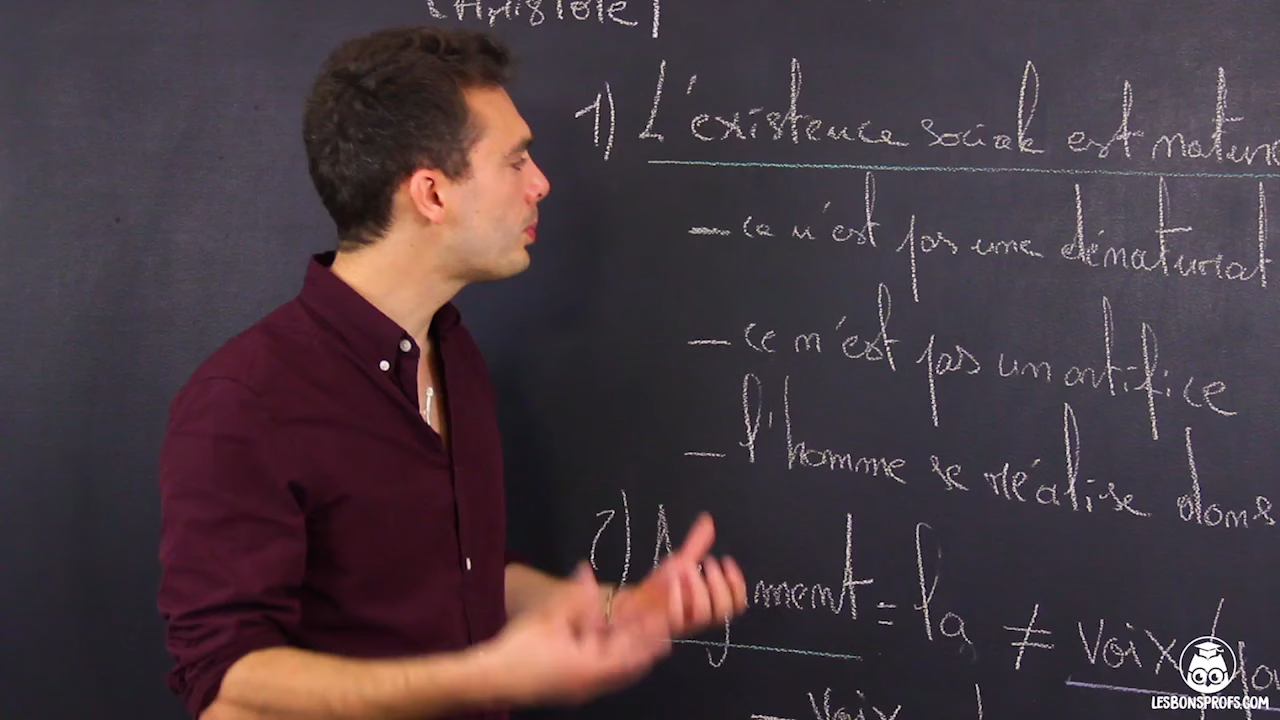 (Aristote)
1) L'existence sociale est nature
- ce n'est pas une dénaturat
- ce n'est pas un artifice
- l'homme se réalise dans
2) = la ≠ voix
- voix
LESBONSPROFS.COM